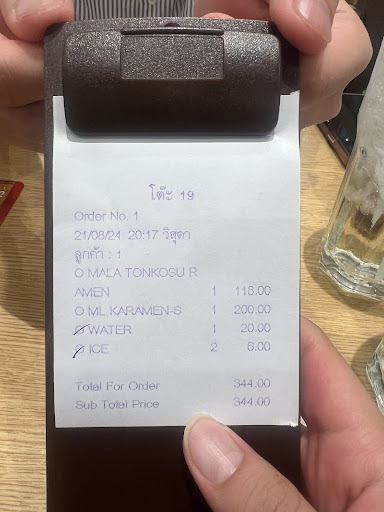 โต๊ะ 19
Order No. 1
21/08/24 20:17 วิสุดา
ลูกค้า : 1
O MALA TONKOSU R
AMEN 1 118.00
O ML KARAMEN-S 1 200.00
O WATER 1 20.00
O ICE 2 6.00
Total For Order 344.00
Sub Total Price 344.00